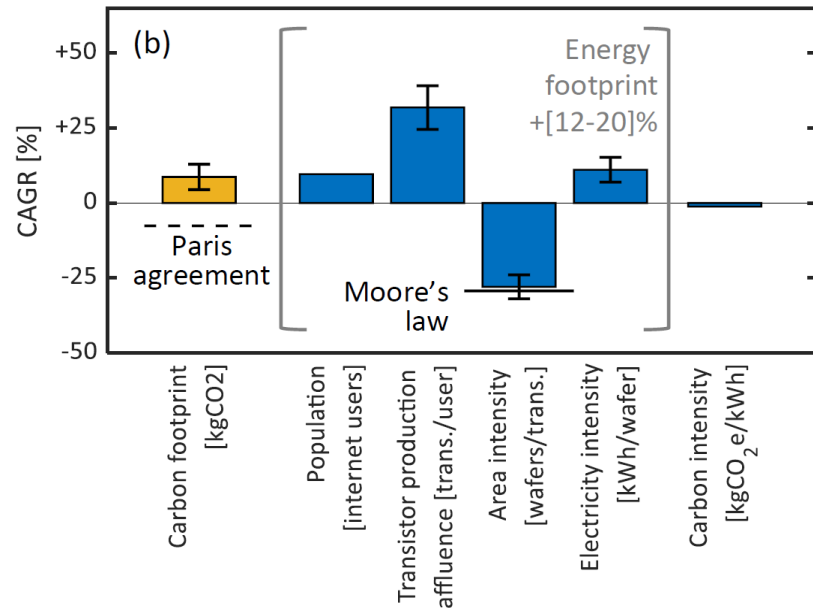 (b)
Energy
footprint
+[12-20]%
CAGR [%]
+50
+25
0
-25
-50
Paris
agreement
Moore's
law
Carbon footprint
[kgCO2]
Population
[internet users]
Transistor production
affluence [trans./user]
Area intensity
[wafers/trans.]
Electricity intensity
[kWh/wafer]
Carbon intensity
[kgCO₂e/kWh]